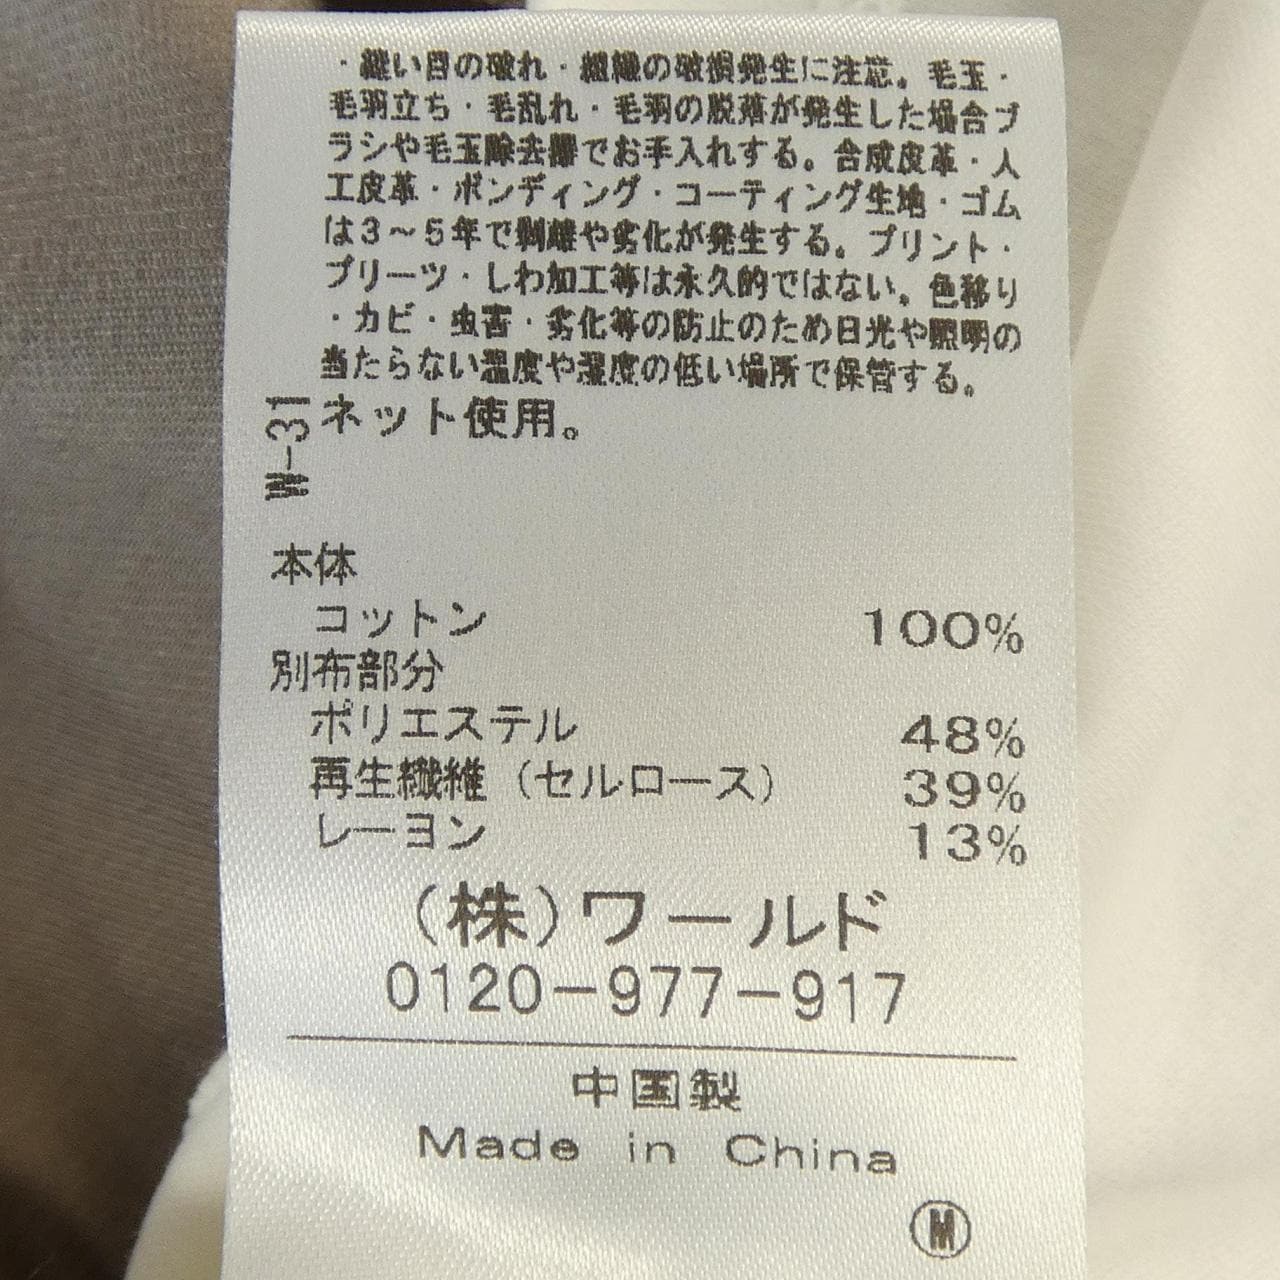 ・縫い目の破れ・組織の破損発生に注意。毛玉・
毛羽立ち・毛乱れ・毛羽の脱落が発生した場合ブ
ラシや毛玉除去機でお手入れする。合成皮革・人
工皮革・ボンディング・コーティング生地・ゴム
は3～5年で剥離や劣化が発生する。プリント・
プリーツ・しわ加工等は永久的ではない。色移り
・カビ・虫害・劣化等の防止のため日光や照明の
当たらない温度や湿度の低い場所で保管する。
ネット使用。
W-31
本体
コットン 100%
別布部分
ポリエステル 48%
再生繊維（セルロース） 39%
レーヨン 13%
（株）ワールド
0120-977-917
中国製
Made in China
M